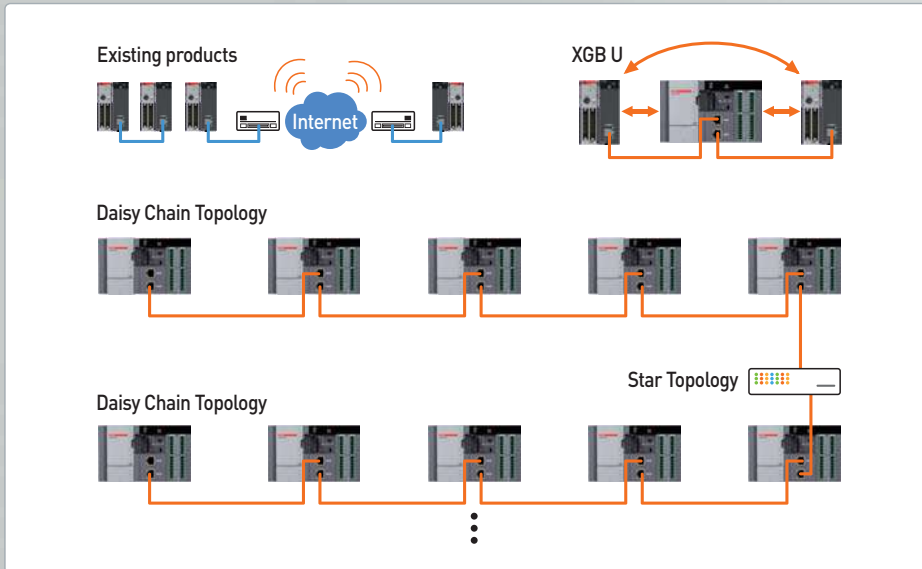 Existing products
Internet
XGB U
Daisy Chain Topology
Star Topology
Daisy Chain Topology